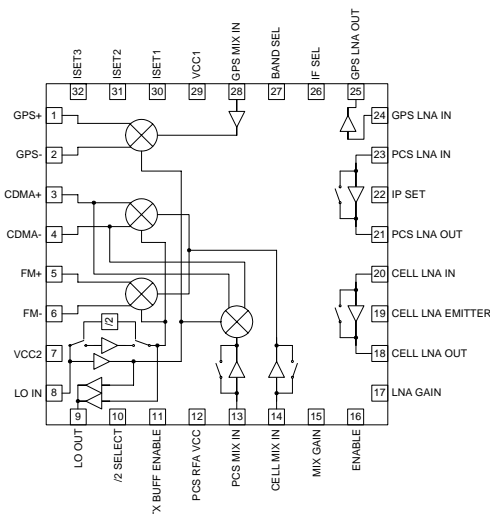 ISET3
ISET2
ISET1
VCC1
GPS MIX IN
BAND SEL
IF SEL
GPS LNA OUT
32
31
30
29
28
27
26
25
GPS+
1
GPS-
2
CDMA+
3
CDMA-
4
FM+
5
FM-
6
VCC2
7
LO IN
8
/2
24
GPS LNA IN
23
PCS LNA IN
22
IP SET
21
PCS LNA OUT
20
CELL LNA IN
19
CELL LNA EMITTER
18
CELL LNA OUT
17
LNA GAIN
9
10
11
12
13
14
15
16
LO OUT
/2 SELECT
TX BUFF ENABLE
PCS RFA VCC
PCS MIX IN
CELL MIX IN
MIX GAIN
ENABLE